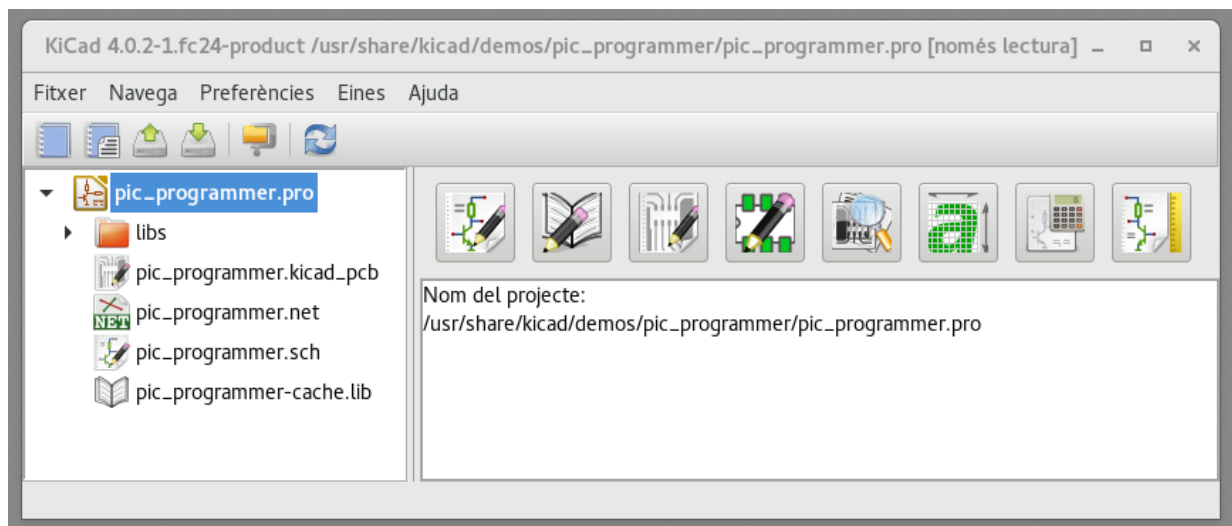 KiCad 4.0.2-1.fc24-product /usr/share/kicad/demos/pic_programmer/pic_programmer.pro [només lectura]
Fitxer Navega Preferències Eines Ajuda
pic_programmer.pro
libs
pic_programmer.kicad_pcb
NET pic_programmer.net
pic_programmer.sch
pic_programmer-cache.lib
a
Nom del projecte:
/usr/share/kicad/demos/pic_programmer/pic_programmer.pro